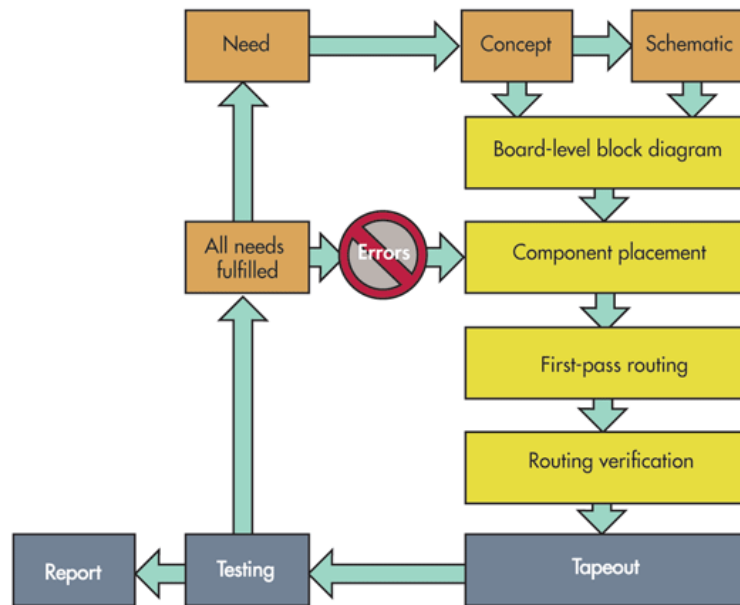 Need
Concept
Schematic
Board-level block diagram
All needs
fulfilled
Errors
Component placement
First-pass routing
Routing verification
Report
Testing
Tapeout